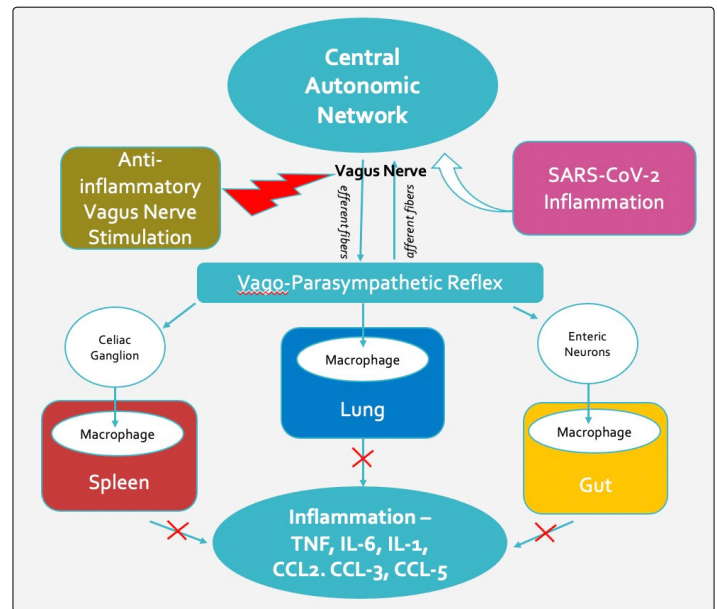 Central
Autonomic
Network
Anti-
inflammatory
Vagus Nerve
Stimulation
Vagus Nerve
SARS-CoV-2
Inflammation
efferent fibers
afferent fibers
Vago-Parasympathetic Reflex
Celiac
Ganglion
Macrophage
Spleen
Macrophage
Lung
Enteric
Neurons
Macrophage
Gut
Inflammation –
TNF, IL-6, IL-1,
CCL2. CCL-3, CCL-5